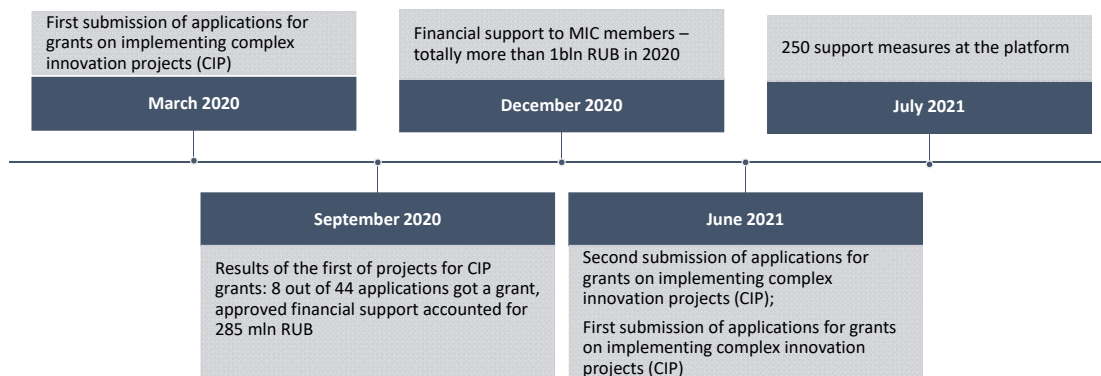 First submission of applications for
grants on implementing complex
innovation projects (CIP)
March 2020
Financial support to MIC members –
totally more than 1bln RUB in 2020
December 2020
250 support measures at the platform
July 2021
September 2020
Results of the first of projects for CIP
grants: 8 out of 44 applications got a grant,
approved financial support accounted for
285 mln RUB
June 2021
Second submission of applications for
grants on implementing complex
innovation projects (CIP);
First submission of applications for grants
on implementing complex innovation
projects (CIP)